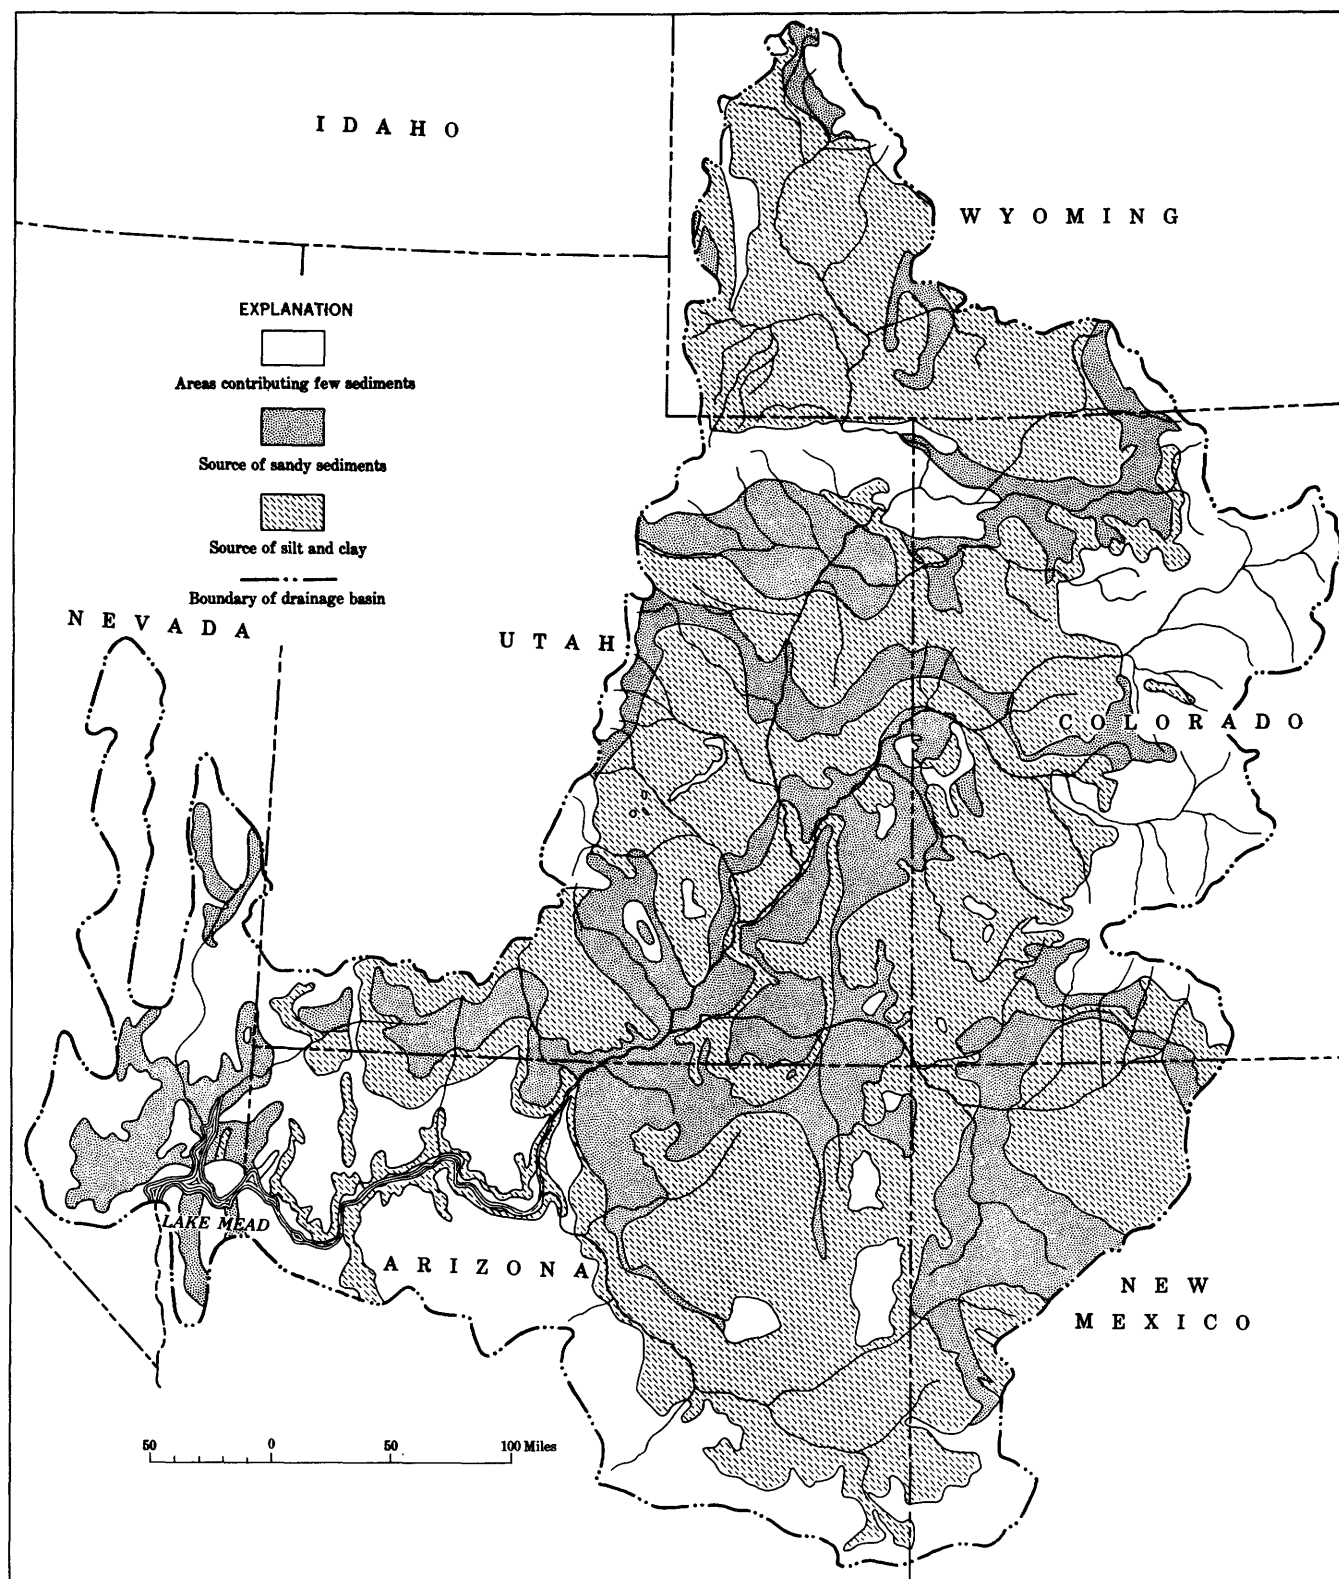 IDAHO
WYOMING
EXPLANATION
Areas contributing few sediments
Source of sandy sediments
Source of silt and clay
Boundary of drainage basin
NEVADA
UTAH
COLORADO
LAKE MEAD
ARIZONA
NEW
MEXICO
50 0 50 100 Miles